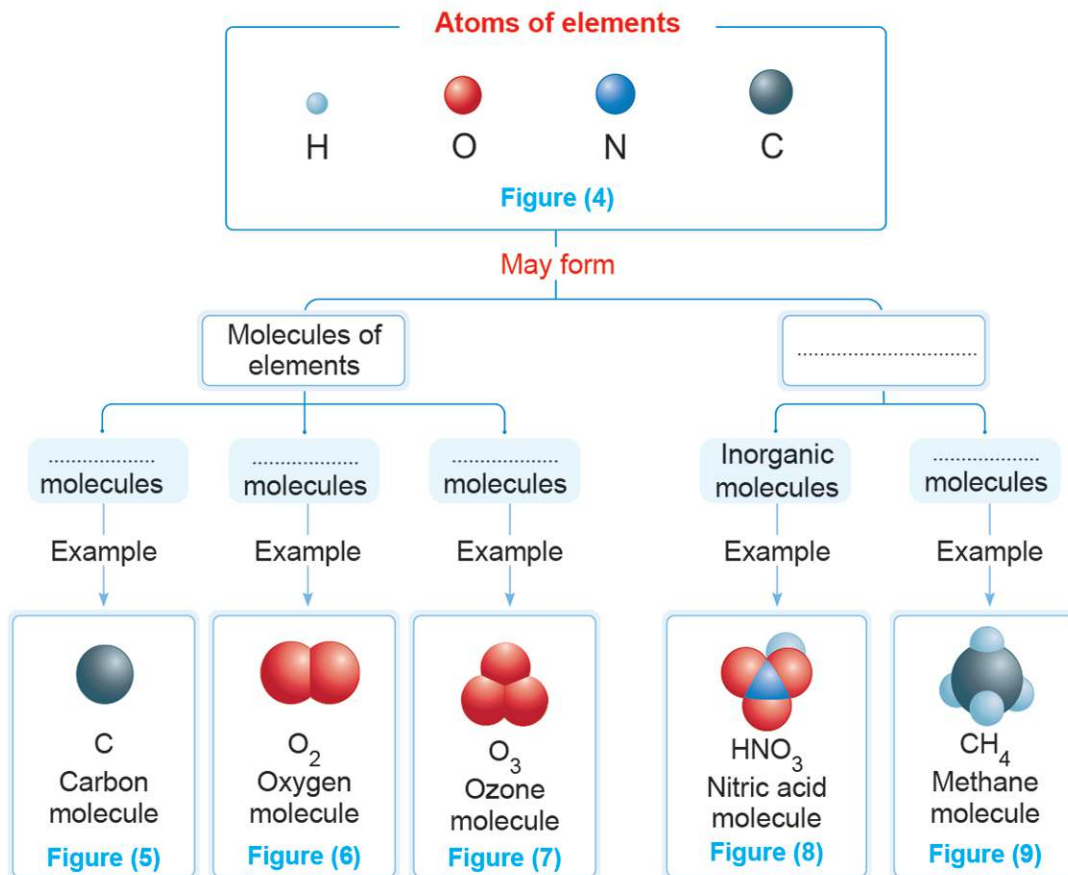 Atoms of elements
H
O
N
C
Figure (4)
May form
Molecules of
elements
..............................
.................
molecules
.................
molecules
.................
molecules
Inorganic
molecules
.................
molecules
Example
Example
Example
Example
Example
C
Carbon
molecule
Figure (5)
O₂
Oxygen
molecule
Figure (6)
O₃
Ozone
molecule
Figure (7)
HNO₃
Nitric acid
molecule
Figure (8)
CH₄
Methane
molecule
Figure (9)